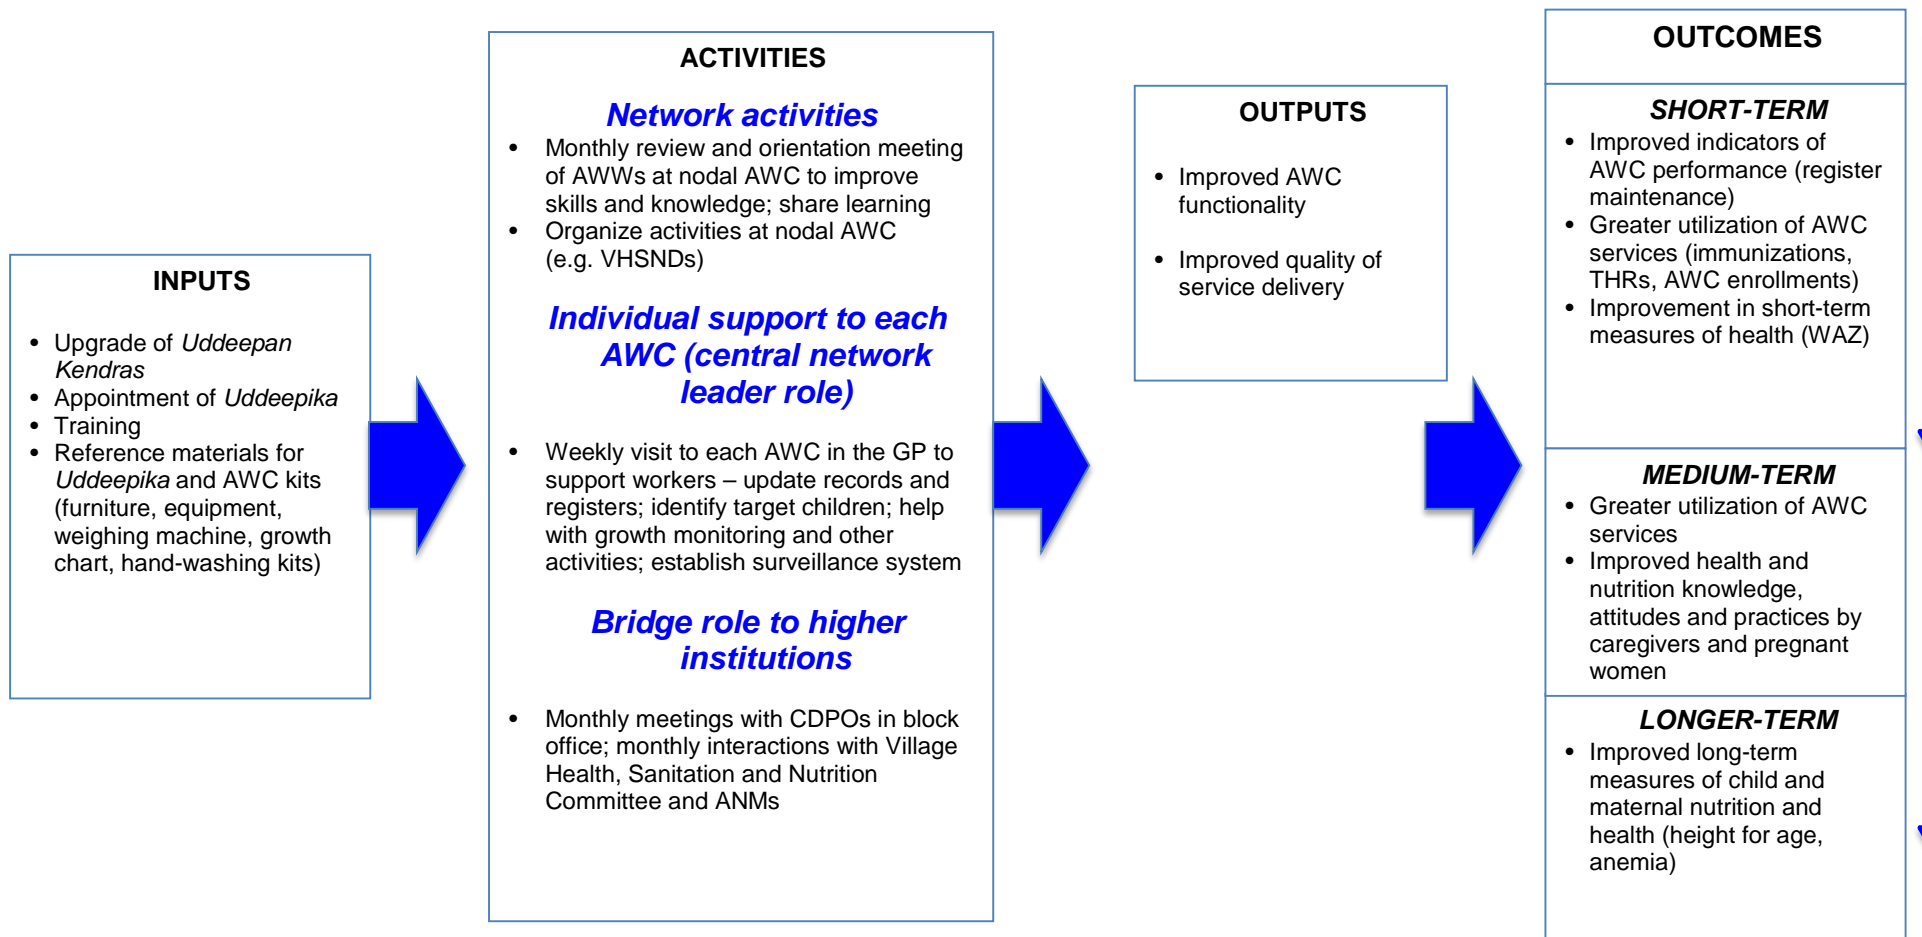 INPUTS
• Upgrade of Uddeepan
Kendras
• Appointment of Uddeepika
• Training
• Reference materials for
Uddeepika and AWC kits
(furniture, equipment,
weighing machine, growth
chart, hand-washing kits)
ACTIVITIES
Network activities
• Monthly review and orientation meeting
of AWWs at nodal AWC to improve
skills and knowledge; share learning
• Organize activities at nodal AWC
(e.g. VHSNDs)
Individual support to each
AWC (central network
leader role)
• Weekly visit to each AWC in the GP to
support workers – update records and
registers; identify target children; help
with growth monitoring and other
activities; establish surveillance system
Bridge role to higher
institutions
• Monthly meetings with CDPOs in block
office; monthly interactions with Village
Health, Sanitation and Nutrition
Committee and ANMs
OUTPUTS
• Improved AWC
functionality
• Improved quality of
service delivery
OUTCOMES
SHORT-TERM
• Improved indicators of
AWC performance (register
maintenance)
• Greater utilization of AWC
services (immunizations,
THRs, AWC enrollments)
• Improvement in short-term
measures of health (WAZ)
MEDIUM-TERM
• Greater utilization of AWC
services
• Improved health and
nutrition knowledge,
attitudes and practices by
caregivers and pregnant
women
LONGER-TERM
• Improved long-term
measures of child and
maternal nutrition and
health (height for age,
anemia)